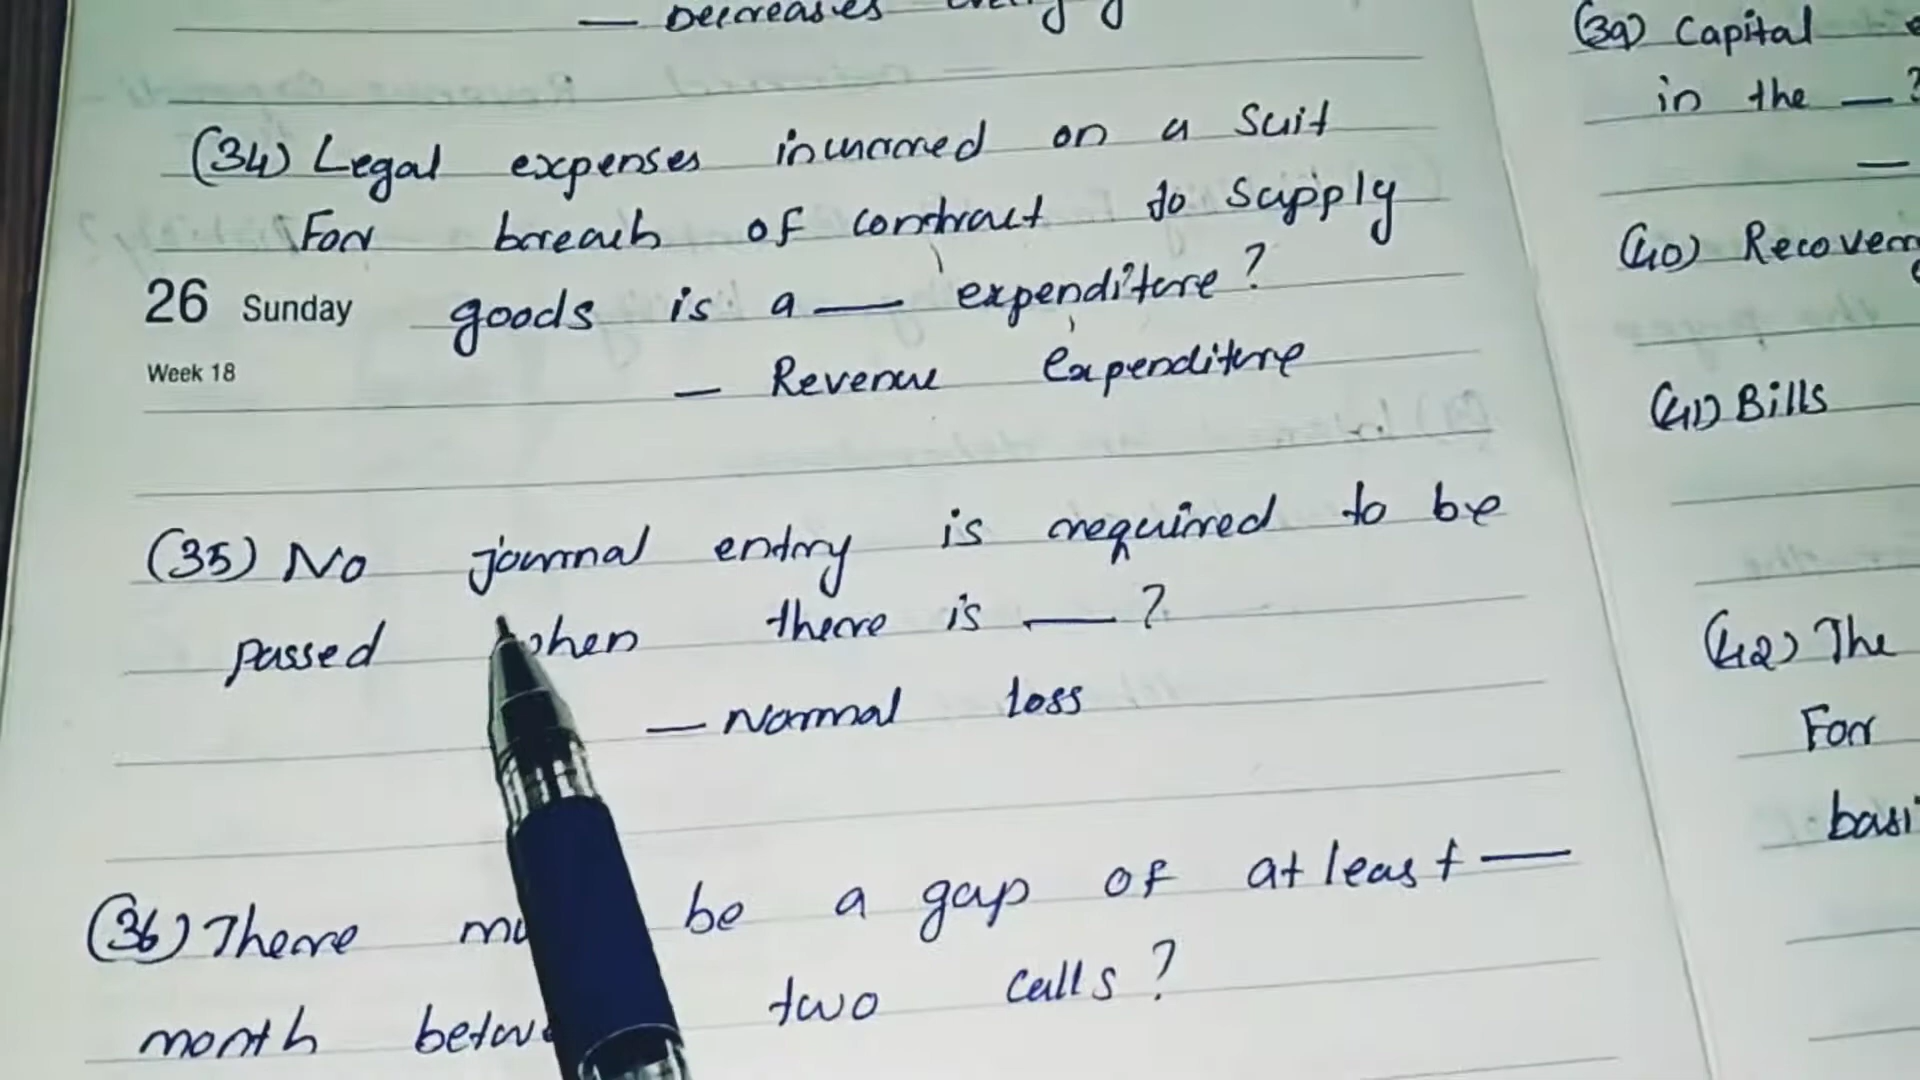 — Decreases
(34) Legal expenses incurred on a suit
For breach of contract to supply
26 Sunday goods is a — expenditure?
Week 18
— Revenue Expenditure
(35) No journal entry is required to be
passed when there is — ?
— Normal loss
(36) There be a gap of atleast —
month two calls?
(39) Capital
in the — ?
—
(40)
(41) Bills
(42) The
For